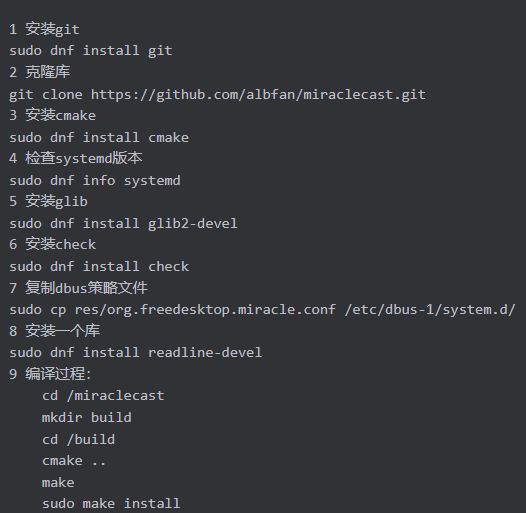 1 安装git
sudo dnf install git
2 克隆库
git clone https://github.com/albfan/miraclecast.git
3 安装cmake
sudo dnf install cmake
4 检查systemd版本
sudo dnf info systemd
5 安装glib
sudo dnf install glib2-devel
6 安装check
sudo dnf install check
7 复制dbus策略文件
sudo cp res/org.freedesktop.miracle.conf /etc/dbus-1/system.d/
8 安装一个库
sudo dnf install readline-devel
9 编译过程:
cd /miraclecast
mkdir build
cd /build
cmake ..
make
sudo make install